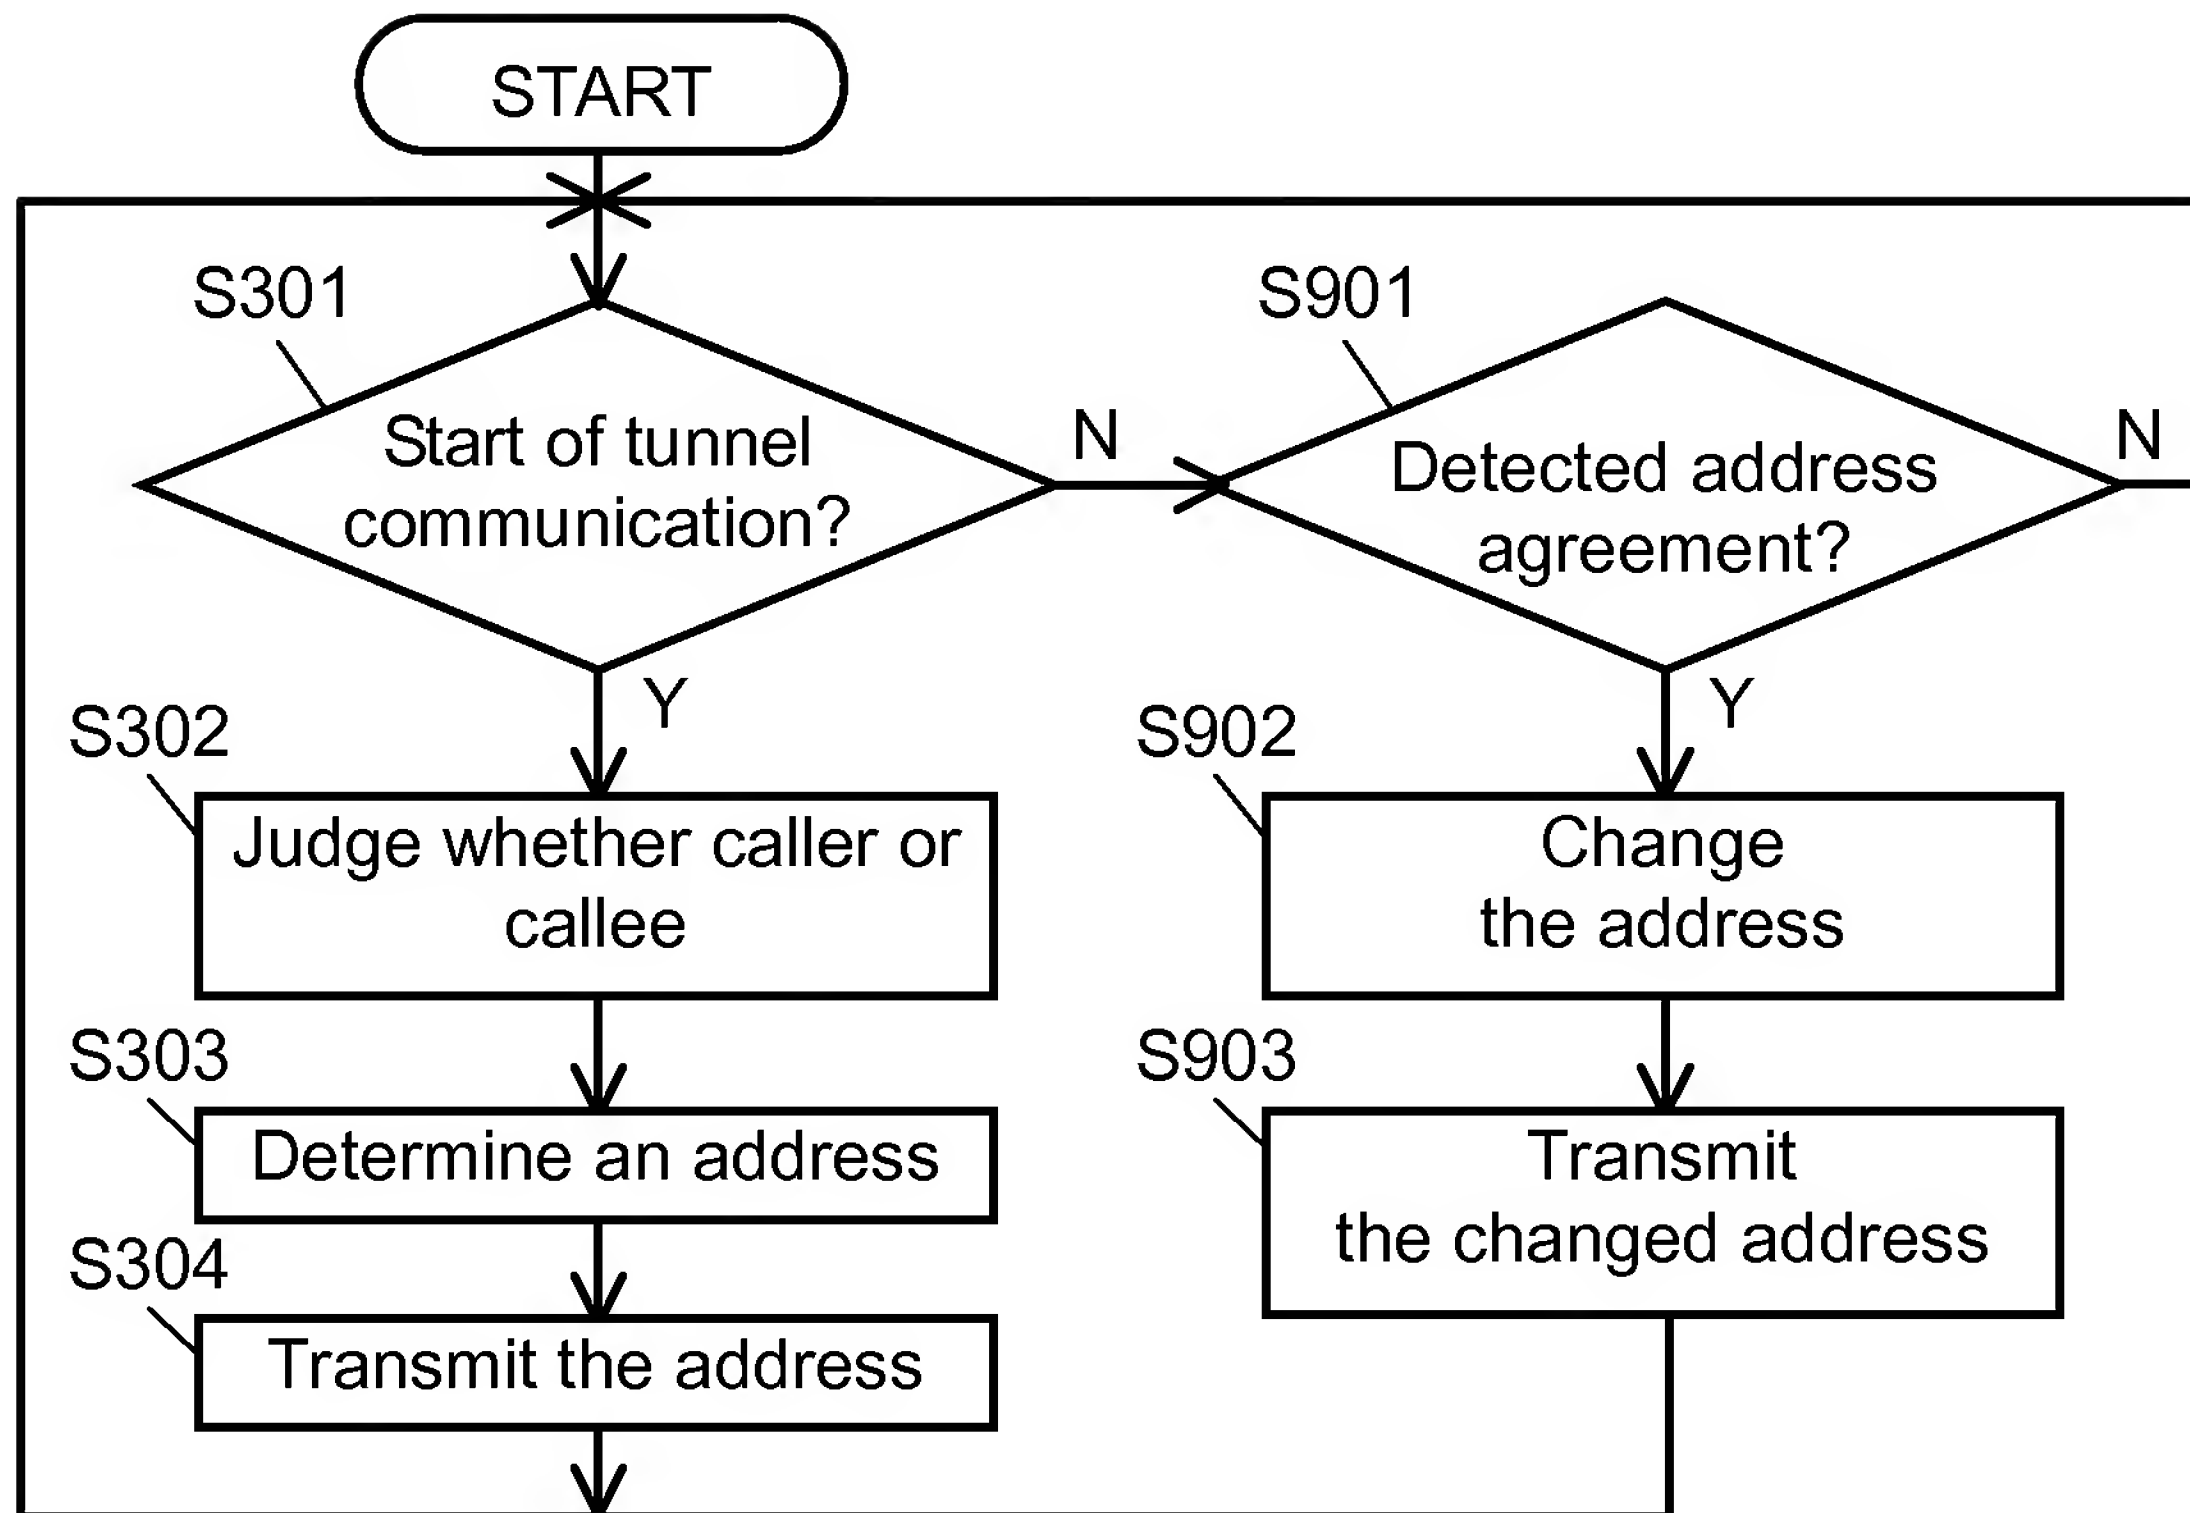 START
S301
Start of tunnel
communication?
N
Y
S901
Detected address
agreement?
N
Y
S302
Judge whether caller or
callee
S303
Determine an address
S304
Transmit the address
S902
Change
the address
S903
Transmit
the changed address